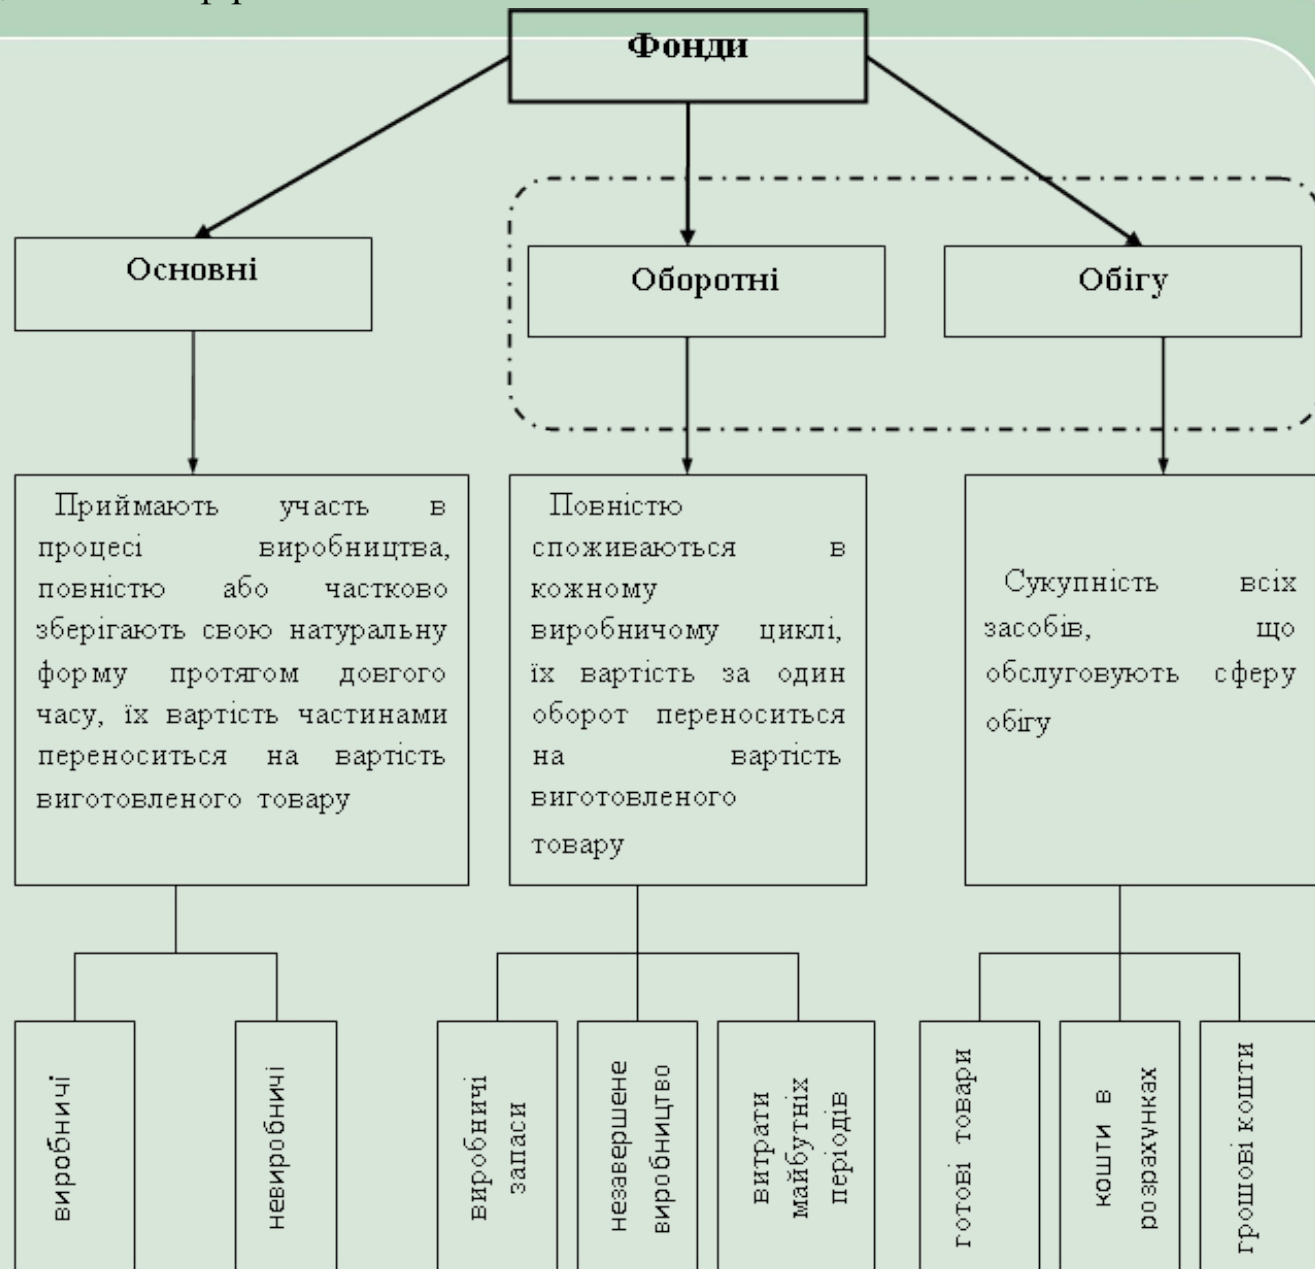 Фонди
Основні
Оборотні
Обігу
Приймають участь в
процесі виробництва,
повністю або частково
зберігають свою натуральну
форму протягом довгого
часу, їх вартість частинами
переноситься на вартість
виготовленого товару
Повністю
споживаються в
кожному
виробничому циклі,
їх вартість за один
оборот переноситься
на вартість
виготовленого
товару
Сукупність всіх
засобів, що
обслуговують сферу
обігу
виробничі
невиробничі
виробничі
запаси
незавершене
виробництво
витрати
майбутніх
періодів
готові товари
кошти в
розрахунках
грошові кошти